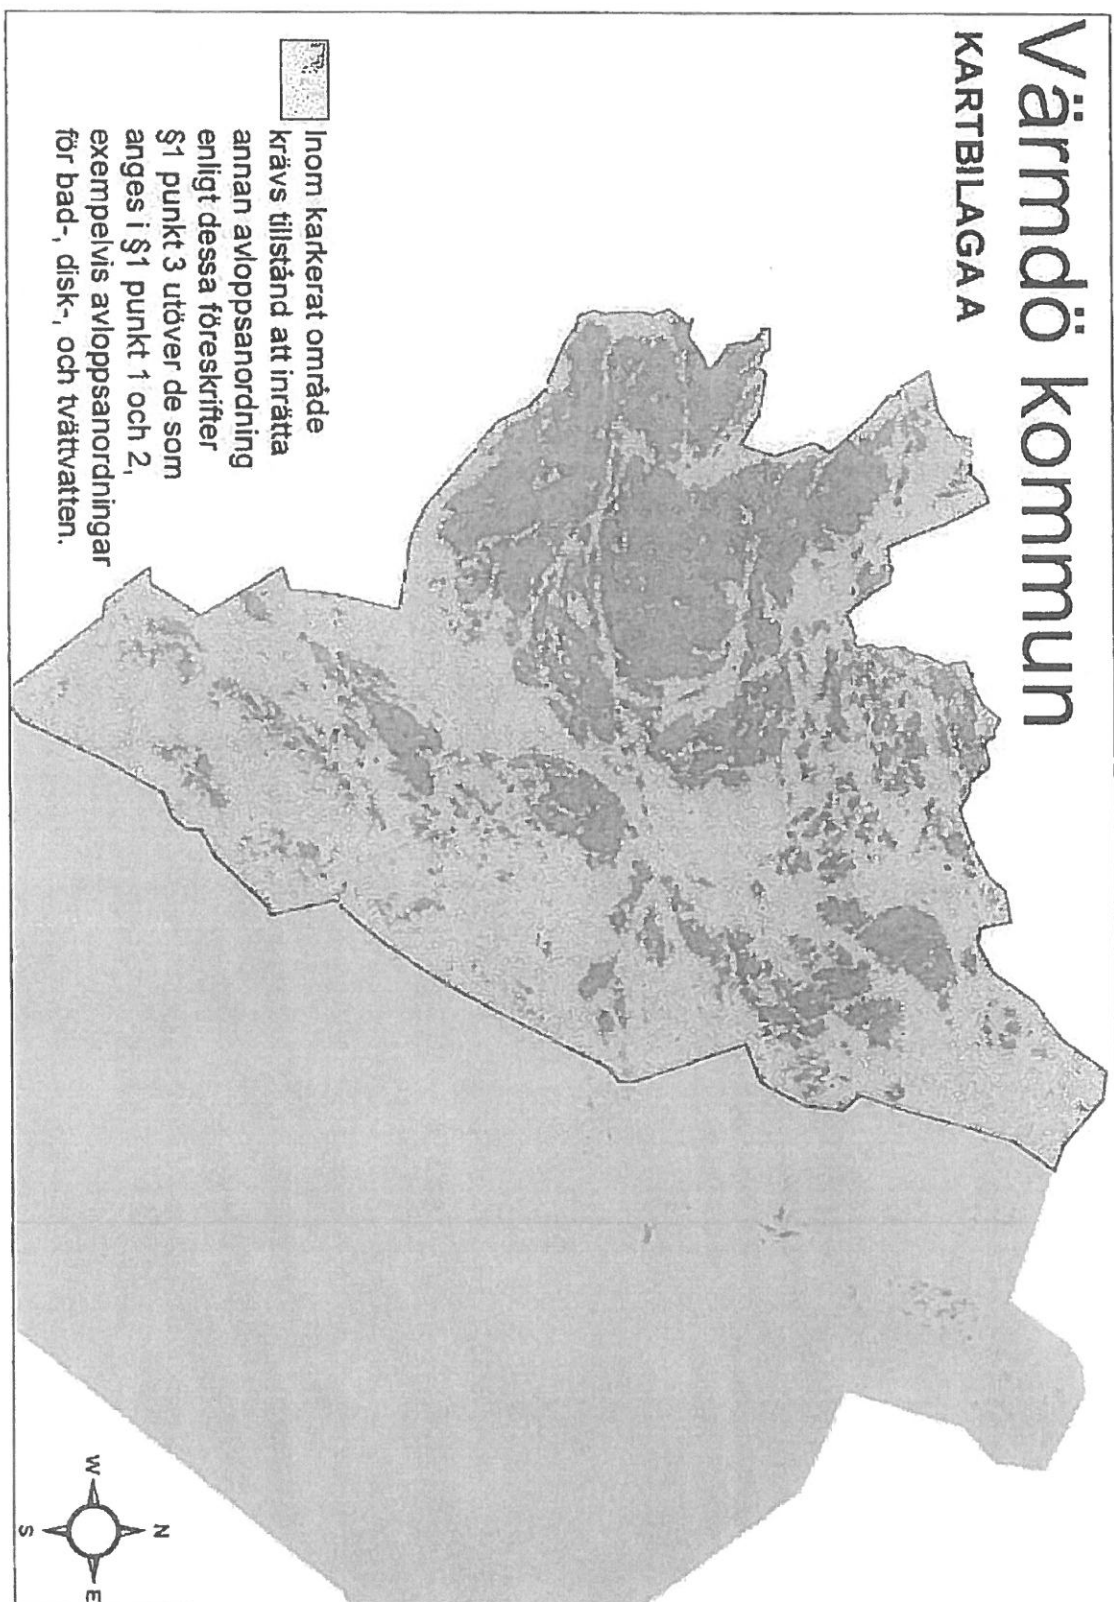 Värmdö kommun
KARTBILAGA A
Inom karkerat område
krävs tillstånd att inrätta
annan avloppsanordning
enligt dessa föreskrifter
§1 punkt 3 utöver de som
anges i §1 punkt 1 och 2,
exempelvis avloppsanordningar
för bad-, disk-, och tvättvatten.
N
W
E
S